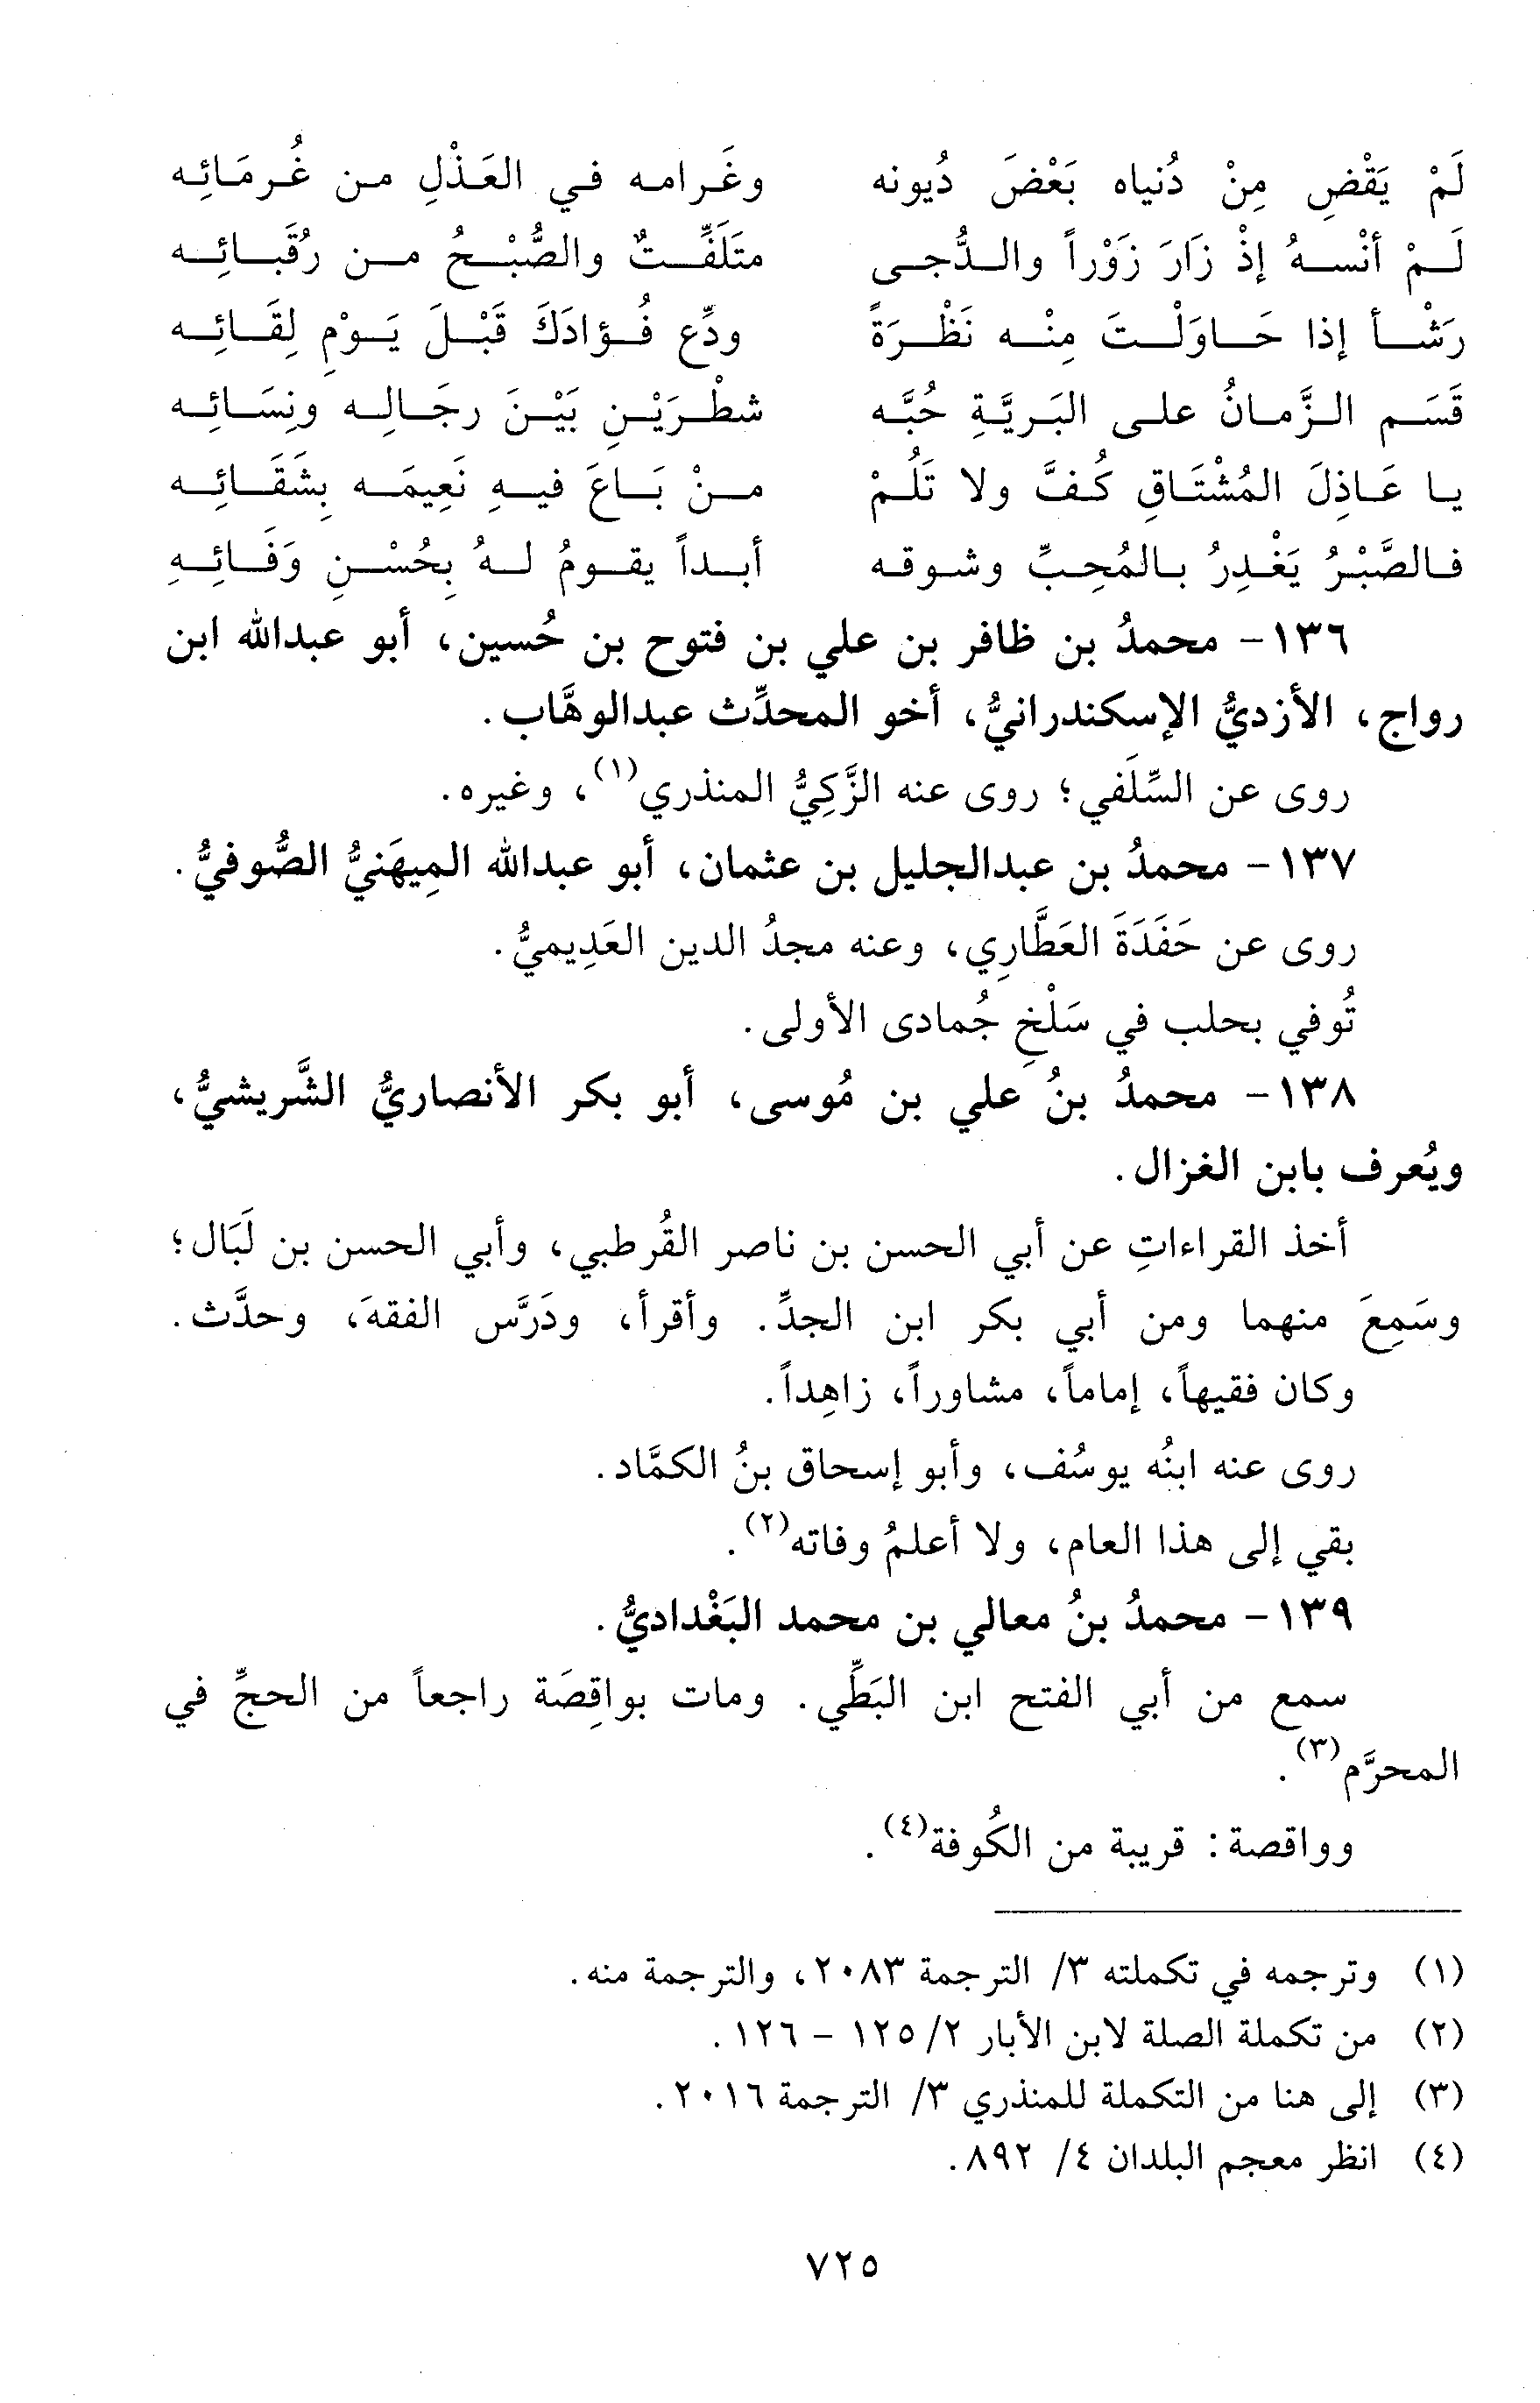 لَمْ يَقْضِ مِنْ دُنياه بَعْضَ دُيونه وغَرامه في العَذْلِ من غُرمَائِه
لَمْ أنْسهُ إذْ زَارَ زَوْراً والدُّجى متَلَفِّتٌ والصُّبْحُ من رُقَبائِه
رَشْأ إذا حَاوَلْتَ مِنْه نَظْرَةً ودِّع فُؤادَكَ قَبْلَ يَوْمِ لِقَائِه
قَسَم الزَّمانُ على البَريَّةِ حُبَّه شطْرَيْنِ بَيْنَ رجَالِه ونِسَائِه
يا عَاذِلَ المُشْتَاقِ كُفَّ ولا تَلُمْ منْ بَاعَ فيهِ نَعِيمَه بِشَقَائِه
فالصَّبْرُ يَغْدِرُ بالمُحِبِّ وشوقه أبداً يقومُ لهُ بِحُسْنِ وَفَائِهِ
١٣٦- محمدُ بن ظافر بن علي بن فتوح بن حُسين، أبو عبدالله ابن
رواج، الأزديُّ الإسكندرانيُّ، أخو المحدِّث عبدالوهَّاب.
روى عن السِّلَفي؛ روى عنه الزَّكِيُّ المنذري(١)، وغيره.
١٣٧- محمدُ بن عبدالجليل بن عثمان، أبو عبدالله المِيهَنيُّ الصُّوفيُّ.
روى عن حَفَدَةَ العَطَّارِي، وعنه مجدُ الدين العَدِيميُّ.
تُوفي بحلب في سَلْخِ جُمادى الأولى.
١٣٨- محمدُ بنُ علي بن مُوسى، أبو بكر الأنصاريُّ الشَّريشيُّ،
ويُعرف بابن الغزال.
أخذ القراءاتِ عن أبي الحسن بن ناصر القُرطبي، وأبي الحسن بن لَبَال؛
وسَمِعَ منهما ومن أبي بكر ابن الجدِّ. وأقرأ، ودَرَّس الفقهَ، وحدَّث.
وكان فقيهاً، إماماً، مشاوراً، زاهِداً.
روى عنه ابنُه يوسُف، وأبو إسحاق بنُ الكمَّاد.
بقي إلى هذا العام، ولا أعلمُ وفاته(٢).
١٣٩- محمدُ بنُ معالي بن محمد البَغْداديُّ.
سمع من أبي الفتح ابن البَطِّي. ومات بواقِصَة راجعاً من الحجِّ في
المحرَّم(٣).
وواقصة: قريبة من الكُوفة(٤).
(١) وترجمه في تكملته ٣/ الترجمة ٢٠٨٣، والترجمة منه.
(٢) من تكملة الصلة لابن الأبار ٢/ ١٢٥ - ١٢٦.
(٣) إلى هنا من التكملة للمنذري ٣/ الترجمة ٢٠١٦.
(٤) انظر معجم البلدان ٤/ ٨٩٢.
٧٢٥